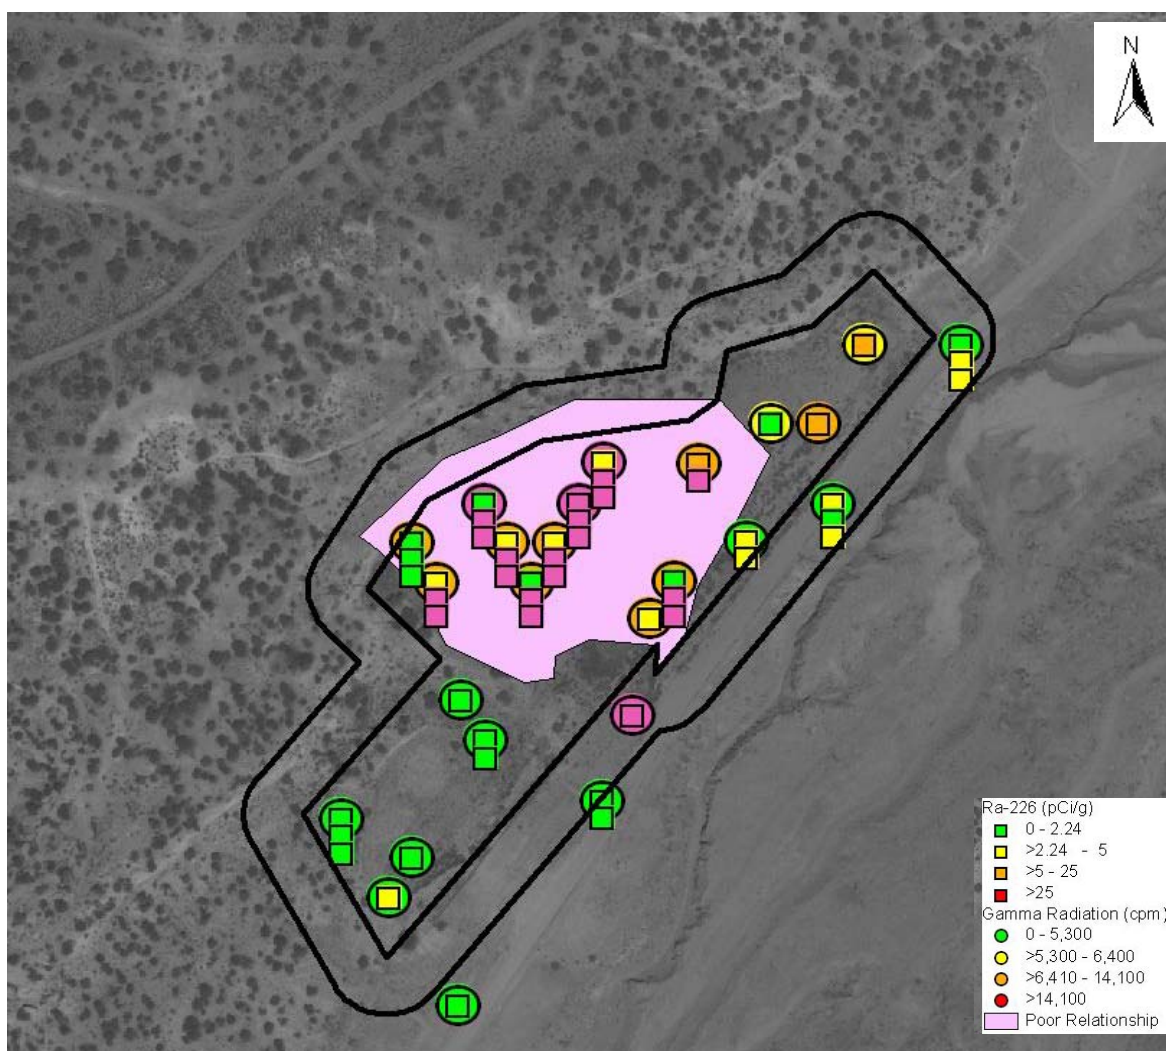 N
Ra-226 (pCi/g)
0 - 2.24
>2.24 - 5
>5 - 25
>25
Gamma Radiation (cpm)
0 - 5,300
>5,300 - 6,400
>6,410 - 14,100
>14,100
Poor Relationship